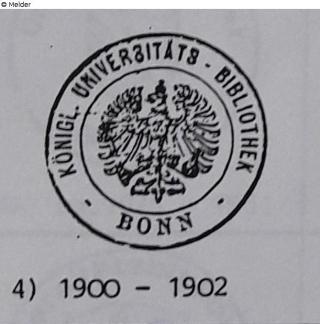 © Melder
KÖNIGL. UNIVERSITÄTS - BIBLIOTHEK
- BONN -
4) 1900 - 1902